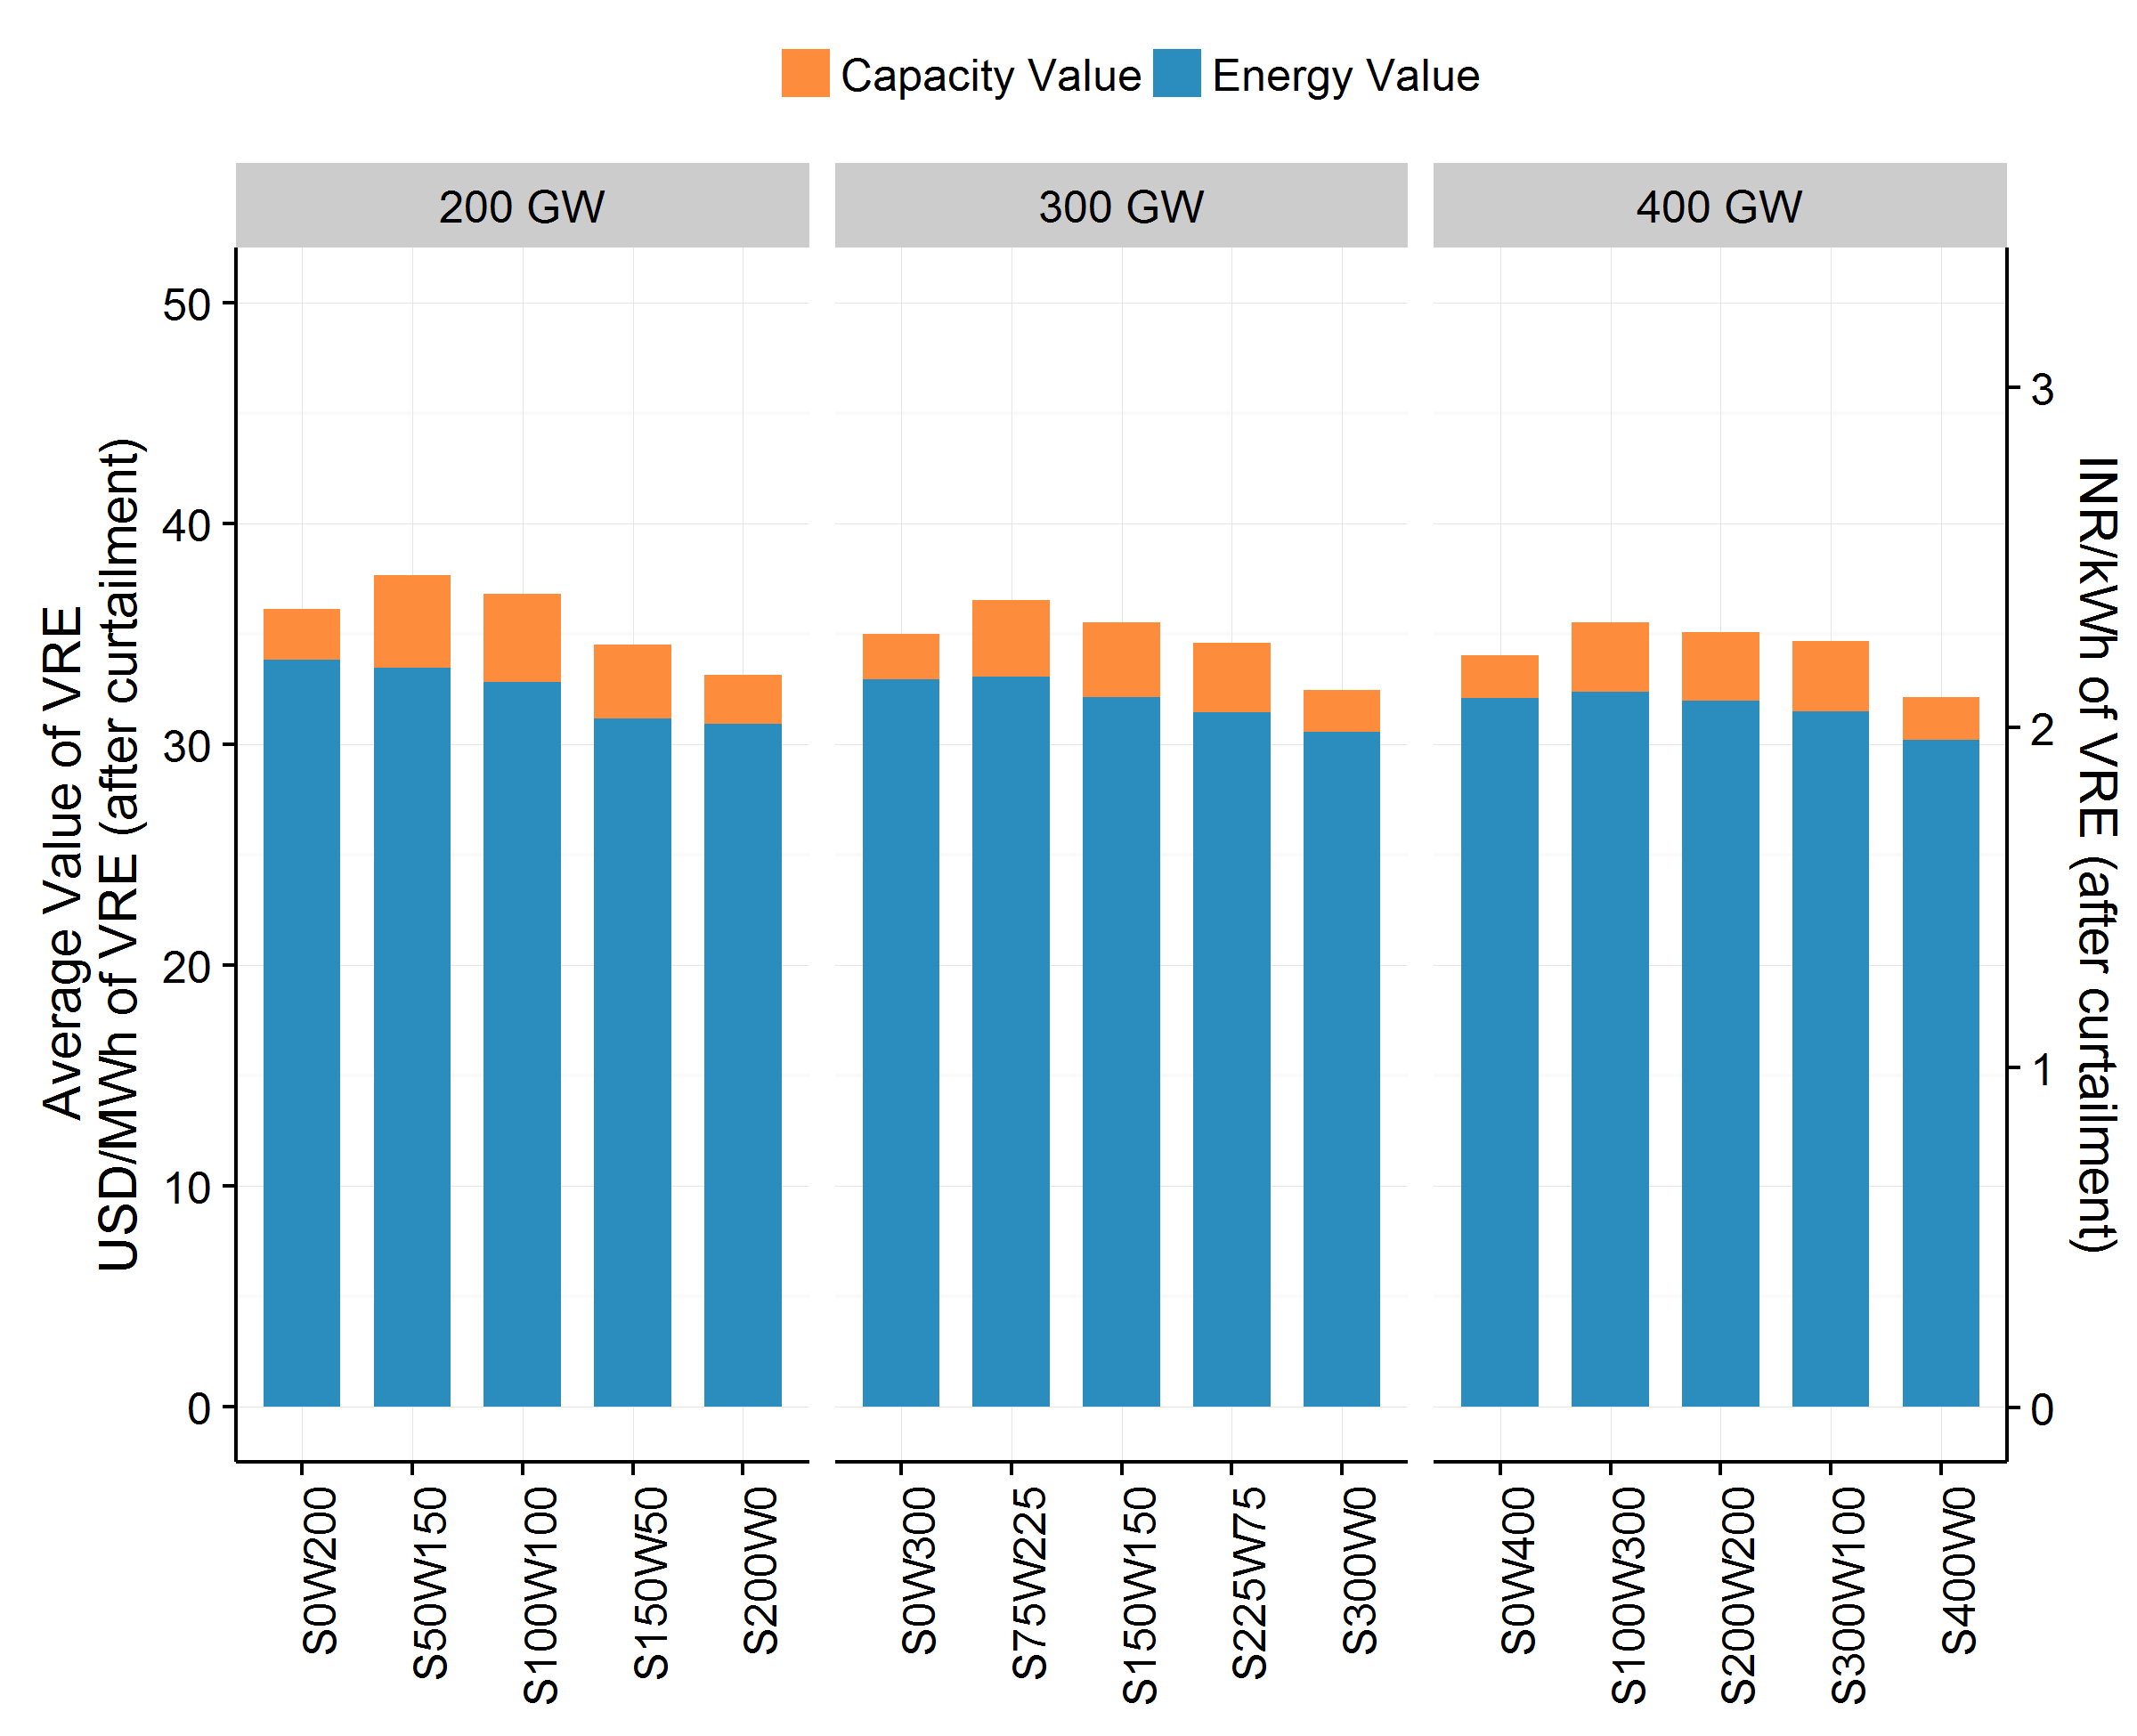 Capacity Value
Energy Value
200 GW
300 GW
400 GW
Average Value of VRE
USD/MWh of VRE (after curtailment)
50
40
30
20
10
0
3
2
1
0
INR/kWh of VRE (after curtailment)
S0W200
S50W150
S100W100
S150W50
S200W0
S0W300
S75W225
S150W150
S225W75
S300W0
S0W400
S100W300
S200W200
S300W100
S400W0